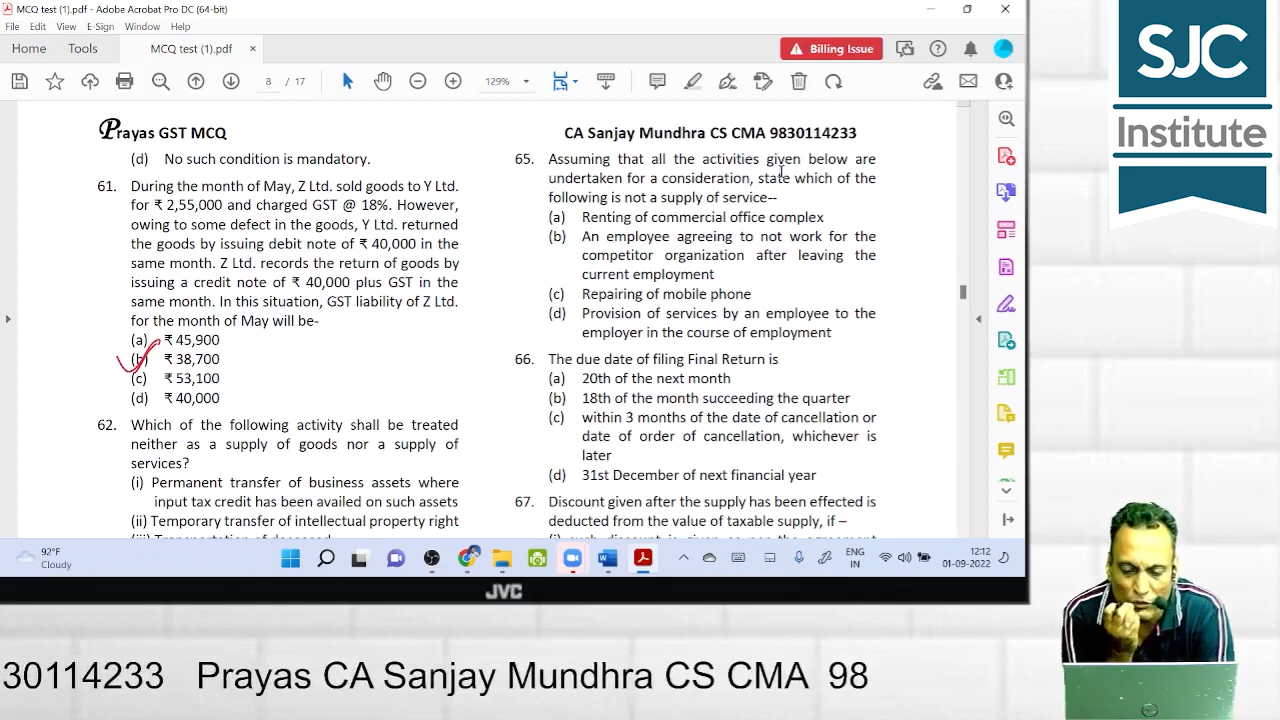 MCQ test (1).pdf - Adobe Acrobat Pro DC (64-bit)
File Edit View E-Sign Window Help
Home Tools MCQ test (1).pdf × Billing Issue
8 / 17 129%
Prayas GST MCQ
(d) No such condition is mandatory.
61. During the month of May, Z Ltd. sold goods to Y Ltd.
for ₹ 2,55,000 and charged GST @ 18%. However,
owing to some defect in the goods, Y Ltd. returned
the goods by issuing debit note of ₹ 40,000 in the
same month. Z Ltd. records the return of goods by
issuing a credit note of ₹ 40,000 plus GST in the
same month. In this situation, GST liability of Z Ltd.
for the month of May will be-
(a) ₹ 45,900
(b) ₹ 38,700
(c) ₹ 53,100
(d) ₹ 40,000
62. Which of the following activity shall be treated
neither as a supply of goods nor a supply of
services?
(i) Permanent transfer of business assets where
input tax credit has been availed on such assets
(ii) Temporary transfer of intellectual property right
CA Sanjay Mundhra CS CMA 9830114233
65. Assuming that all the activities given below are
undertaken for a consideration, state which of the
following is not a supply of service--
(a) Renting of commercial office complex
(b) An employee agreeing to not work for the
competitor organization after leaving the
current employment
(c) Repairing of mobile phone
(d) Provision of services by an employee to the
employer in the course of employment
66. The due date of filing Final Return is
(a) 20th of the next month
(b) 18th of the month succeeding the quarter
(c) within 3 months of the date of cancellation or
date of order of cancellation, whichever is
later
(d) 31st December of next financial year
67. Discount given after the supply has been effected is
deducted from the value of taxable supply, if –
92°F
Cloudy
ENG
IN
12:12
01-09-2022
JVC
SJC
Institute
30114233 Prayas CA Sanjay Mundhra CS CMA 98